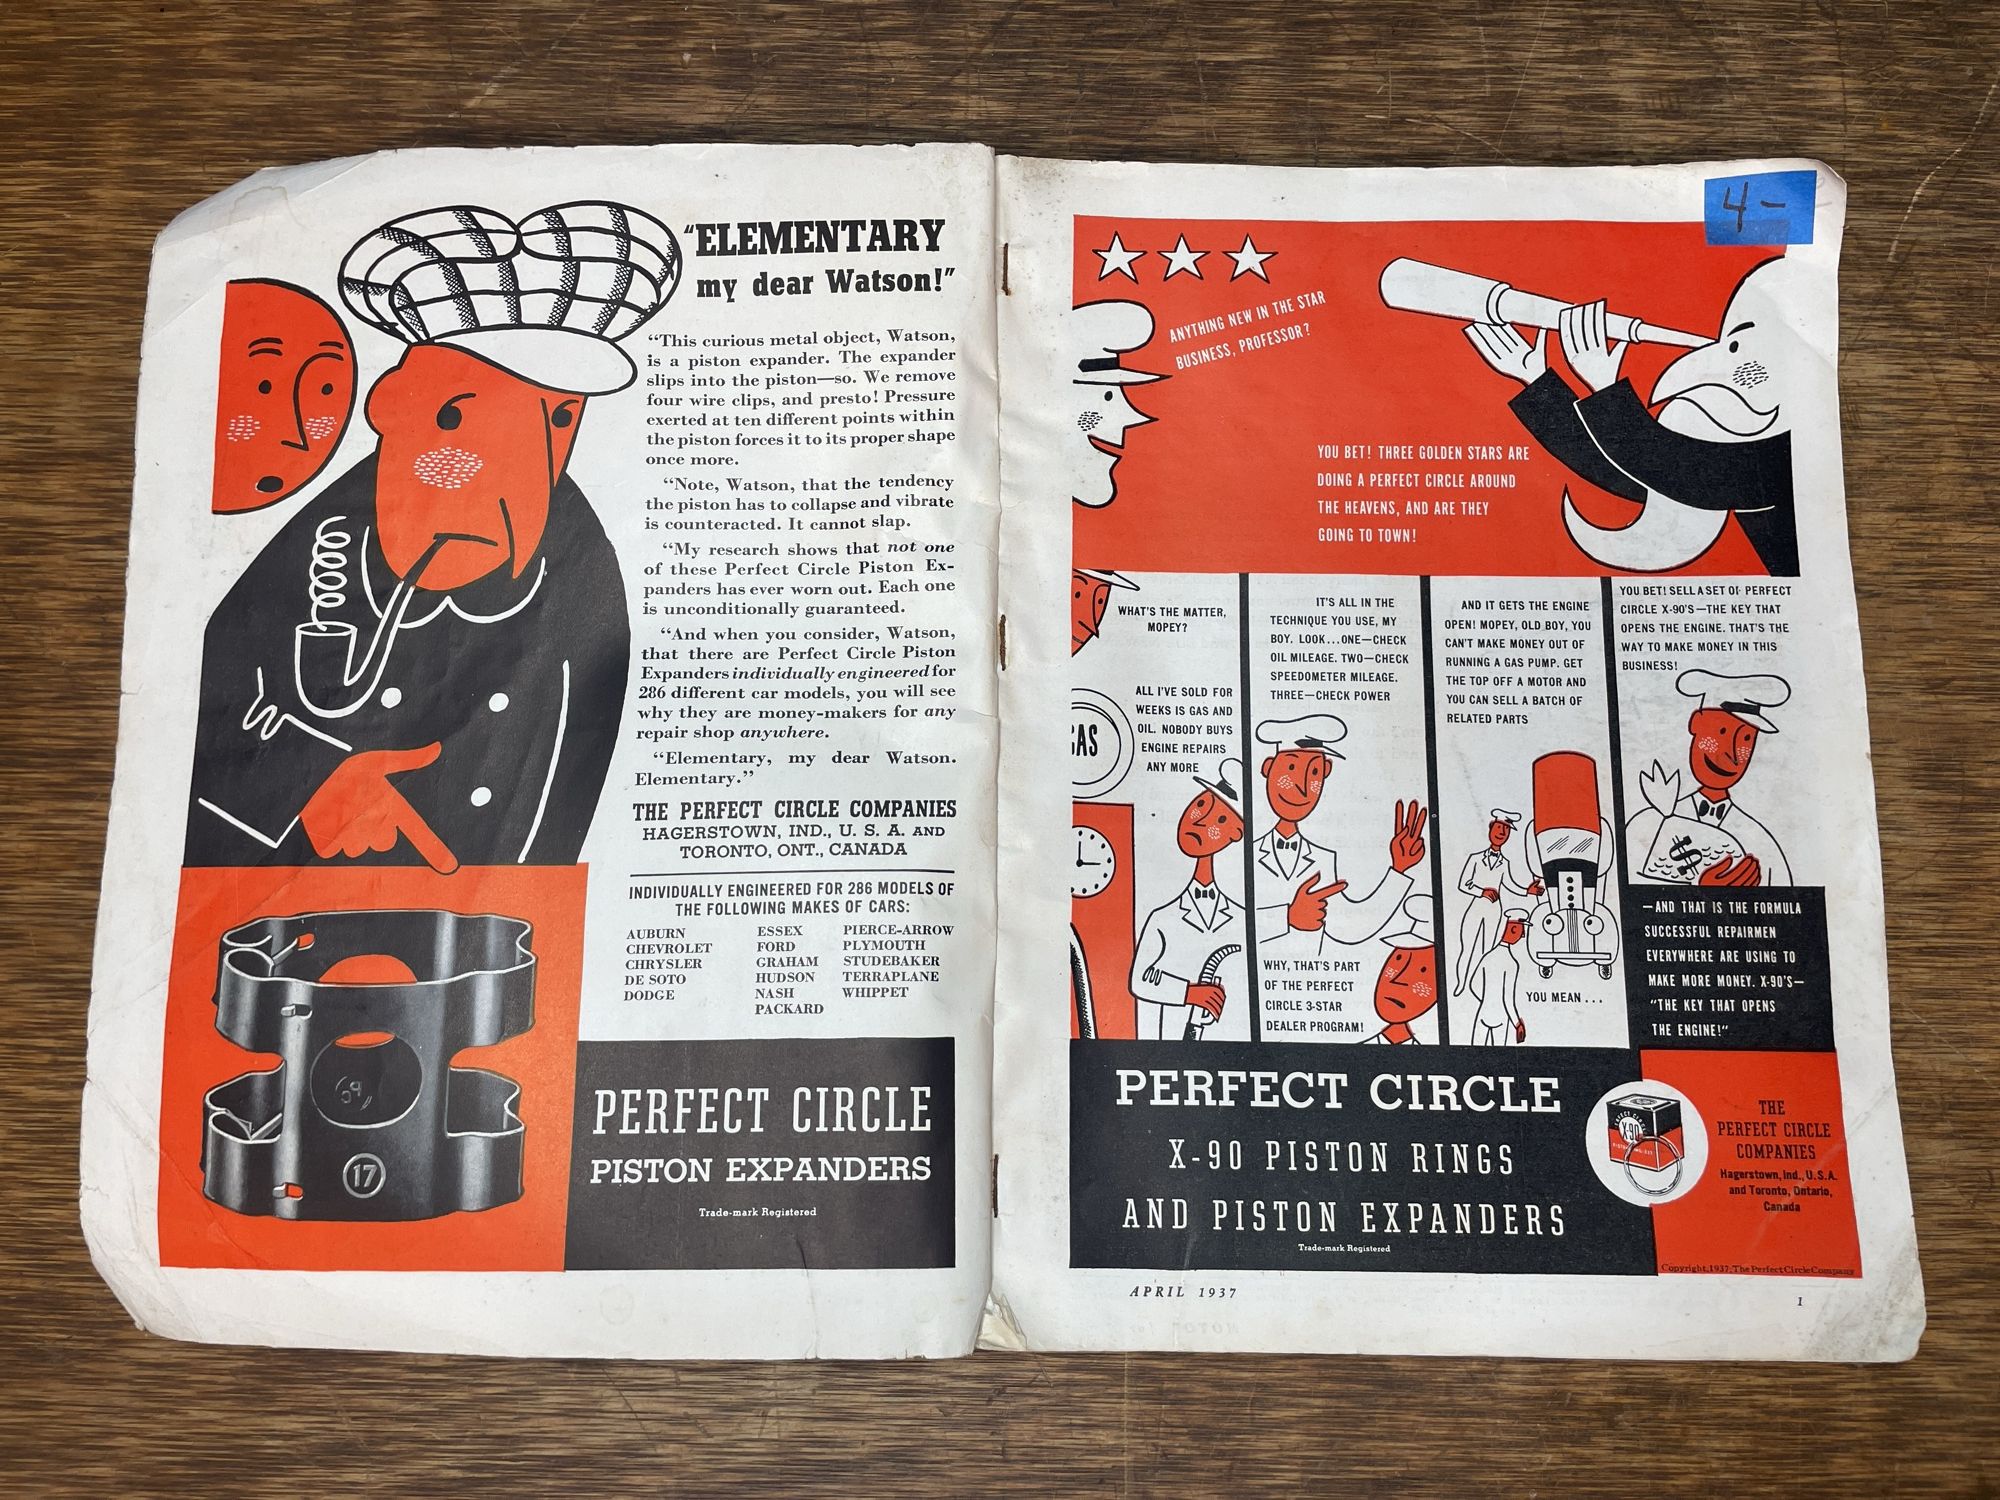 "ELEMENTARY
my dear Watson!"
"This curious metal object, Watson,
is a piston expander. The expander
slips into the piston—so. We remove
four wire clips, and presto! Pressure
exerted at ten different points within
the piston forces it to its proper shape
once more.
"Note, Watson, that the tendency
the piston has to collapse and vibrate
is counteracted. It cannot slap.
"My research shows that not one
of these Perfect Circle Piston Ex-
panders has ever worn out. Each one
is unconditionally guaranteed.
"And when you consider, Watson,
that there are Perfect Circle Piston
Expanders individually engineered for
286 different car models, you will see
why they are money-makers for any
repair shop anywhere.
"Elementary, my dear Watson.
Elementary."
THE PERFECT CIRCLE COMPANIES
HAGERSTOWN, IND., U. S. A. AND
TORONTO, ONT., CANADA
INDIVIDUALLY ENGINEERED FOR 286 MODELS OF
THE FOLLOWING MAKES OF CARS:
AUBURN
CHEVROLET
CHRYSLER
DE SOTO
DODGE
ESSEX
FORD
GRAHAM
HUDSON
NASH
PACKARD
PIERCE-ARROW
PLYMOUTH
STUDEBAKER
TERRAPLANE
WHIPPET
17
PERFECT CIRCLE
PISTON EXPANDERS
Trade-mark Registered
4-
ANYTHING NEW IN THE STAR
BUSINESS, PROFESSOR?
YOU BET! THREE GOLDEN STARS ARE
DOING A PERFECT CIRCLE AROUND
THE HEAVENS, AND ARE THEY
GOING TO TOWN!
WHAT'S THE MATTER,
MOPEY?
ALL I'VE SOLD FOR
WEEKS IS GAS AND
OIL. NOBODY BUYS
ENGINE REPAIRS
ANY MORE
GAS
IT'S ALL IN THE
TECHNIQUE YOU USE, MY
BOY. LOOK...ONE—CHECK
OIL MILEAGE. TWO—CHECK
SPEEDOMETER MILEAGE.
THREE—CHECK POWER
WHY, THAT'S PART
OF THE PERFECT
CIRCLE 3-STAR
DEALER PROGRAM!
AND IT GETS THE ENGINE
OPEN! MOPEY, OLD BOY, YOU
CAN'T MAKE MONEY OUT OF
RUNNING A GAS PUMP. GET
THE TOP OFF A MOTOR AND
YOU CAN SELL A BATCH OF
RELATED PARTS
YOU MEAN...
YOU BET! SELL A SET OF PERFECT
CIRCLE X-90'S—THE KEY THAT
OPENS THE ENGINE. THAT'S THE
WAY TO MAKE MONEY IN THIS
BUSINESS!
$
—AND THAT IS THE FORMULA
SUCCESSFUL REPAIRMEN
EVERYWHERE ARE USING TO
MAKE MORE MONEY. X-90'S—
"THE KEY THAT OPENS
THE ENGINE!"
PERFECT CIRCLE
X-90 PISTON RINGS
AND PISTON EXPANDERS
Trade-mark Registered
PERFECT CIRCLE
X-90
THE
PERFECT CIRCLE
COMPANIES
Hagerstown, Ind., U.S.A.
and Toronto, Ontario,
Canada
Copyright, 1937, The Perfect Circle Company
APRIL 1937
1